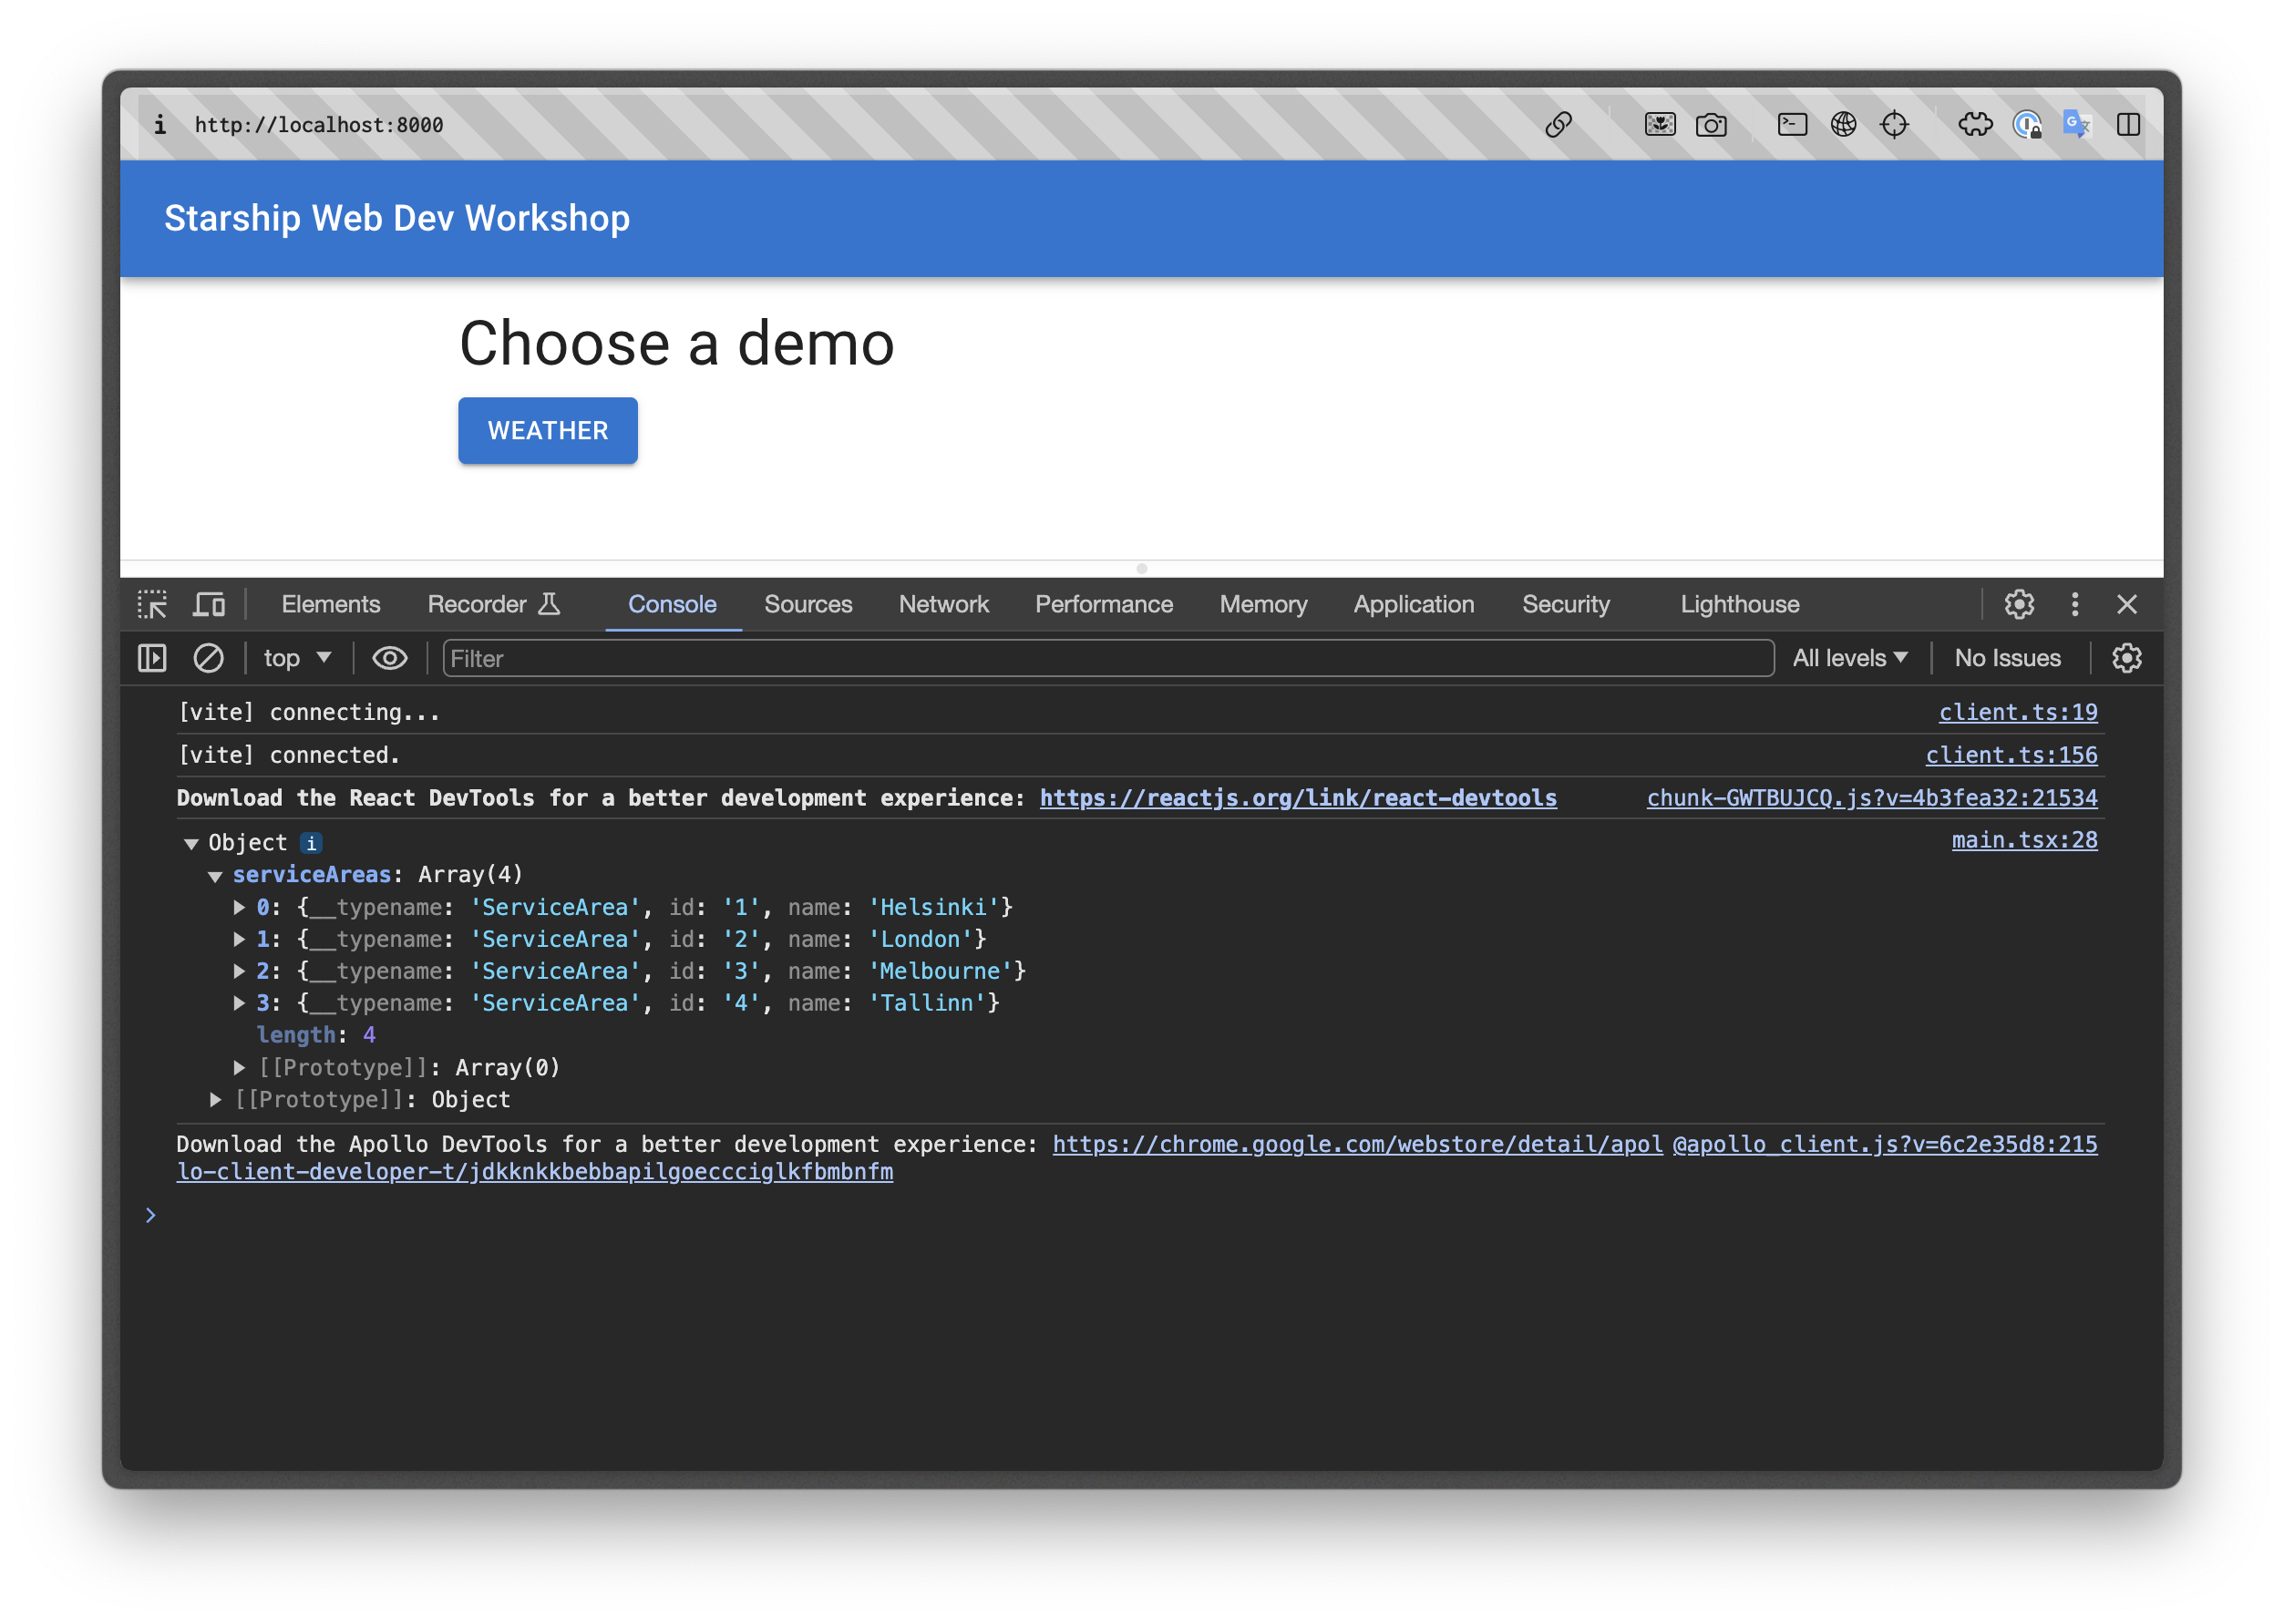 i http://localhost:8000
Starship Web Dev Workshop
Choose a demo
WEATHER
Elements Recorder Console Sources Network Performance Memory Application Security Lighthouse
top Filter All levels No Issues
[vite] connecting... client.ts:19
[vite] connected. client.ts:156
Download the React DevTools for a better development experience: https://reactjs.org/link/react-devtools chunk-GWTBUJCQ.js?v=4b3fea32:21534
Object i main.tsx:28
serviceAreas: Array(4)
0: {__typename: 'ServiceArea', id: '1', name: 'Helsinki'}
1: {__typename: 'ServiceArea', id: '2', name: 'London'}
2: {__typename: 'ServiceArea', id: '3', name: 'Melbourne'}
3: {__typename: 'ServiceArea', id: '4', name: 'Tallinn'}
length: 4
[[Prototype]]: Array(0)
[[Prototype]]: Object
Download the Apollo DevTools for a better development experience: https://chrome.google.com/webstore/detail/apol @apollo_client.js?v=6c2e35d8:215
lo-client-developer-t/jdkknkkbebbapilgoeccciglkfbmbnfm